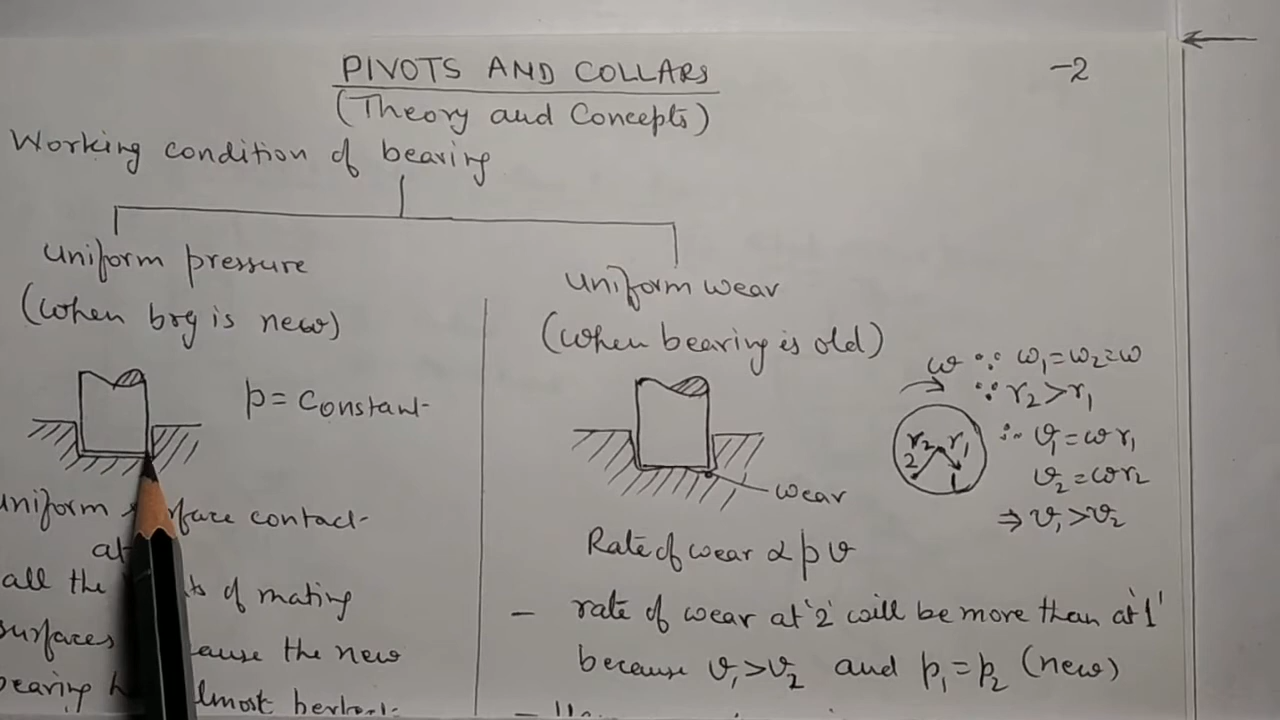 PIVOTS AND COLLARS
-2
(Theory and Concepts)
Working condition of bearing
uniform pressure
(when brg is new)
p = constant
uniform surface contact
at
all the of mating
surfaces the new
bearing almost
uniform wear
(when bearing is old)
wear
ω ∵ ω₁=ω₂=ω
∵ r₂>r₁
r₂ r₁
2 1
∴ v₁=ωr₁
v₂=ωr₂
⇒ v₁>v₂
Rate of wear ∝ p v
- rate of wear at '2' will be more than at '1'
because v₁>v₂ and p₁=p₂ (new)